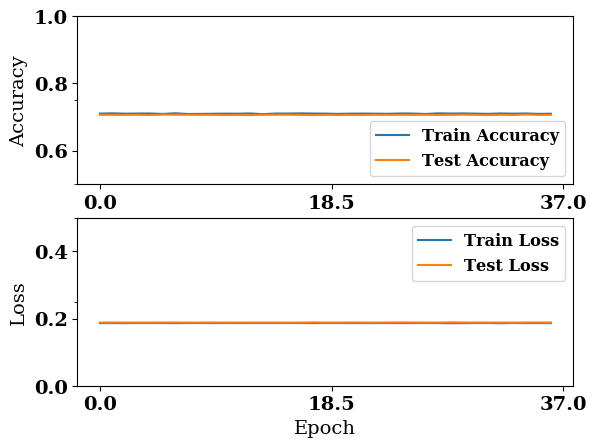 1.0
0.8
0.6
Accuracy
Train Accuracy
Test Accuracy
0.0 18.5 37.0
0.4
0.2
0.0
Loss
Train Loss
Test Loss
0.0 18.5 37.0
Epoch